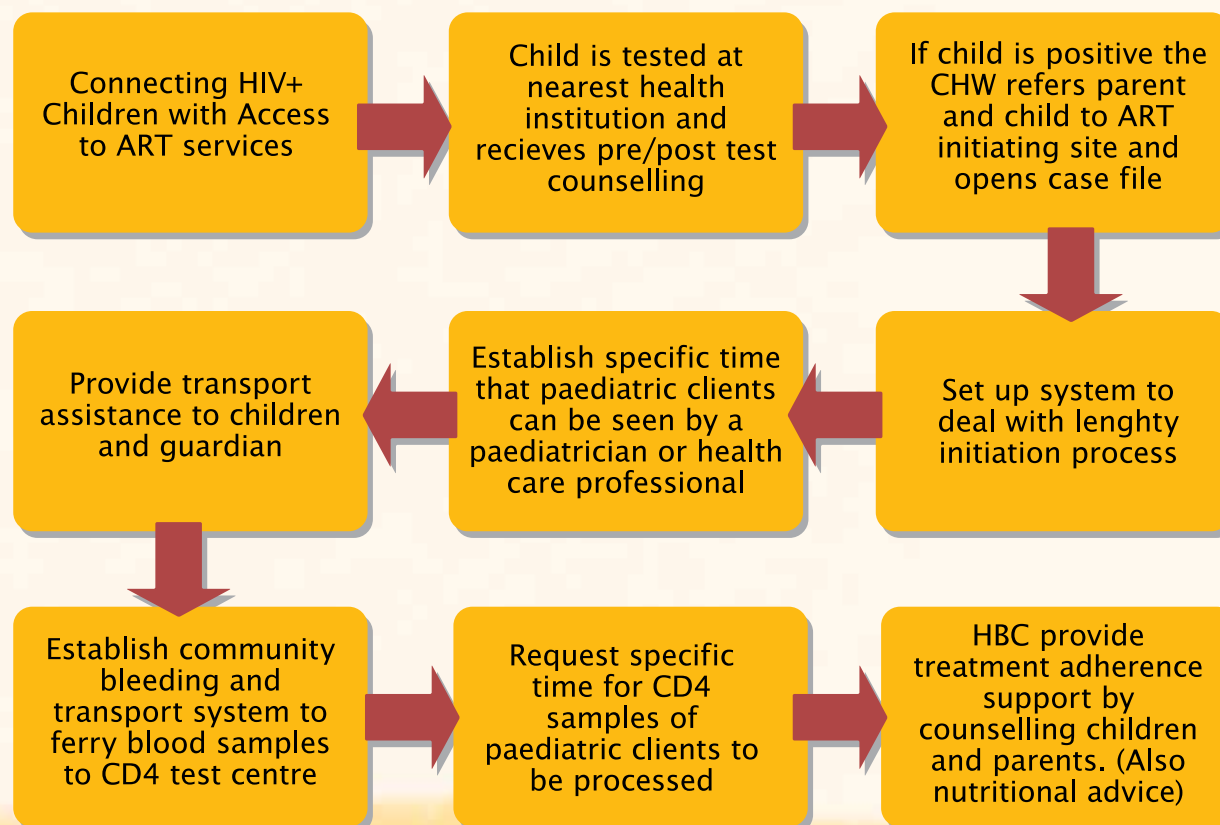 Connecting HIV+
Children with Access
to ART services
Child is tested at
nearest health
institution and
recieves pre/post test
counselling
If child is positive the
CHW refers parent
and child to ART
initiating site and
opens case file
Set up system to
deal with lenghty
initiation process
Establish specific time
that paediatric clients
can be seen by a
paediatrician or health
care professional
Provide transport
assistance to children
and guardian
Establish community
bleeding and
transport system to
ferry blood samples
to CD4 test centre
Request specific
time for CD4
samples of
paediatric clients to
be processed
HBC provide
treatment adherence
support by
counselling children
and parents. (Also
nutritional advice)